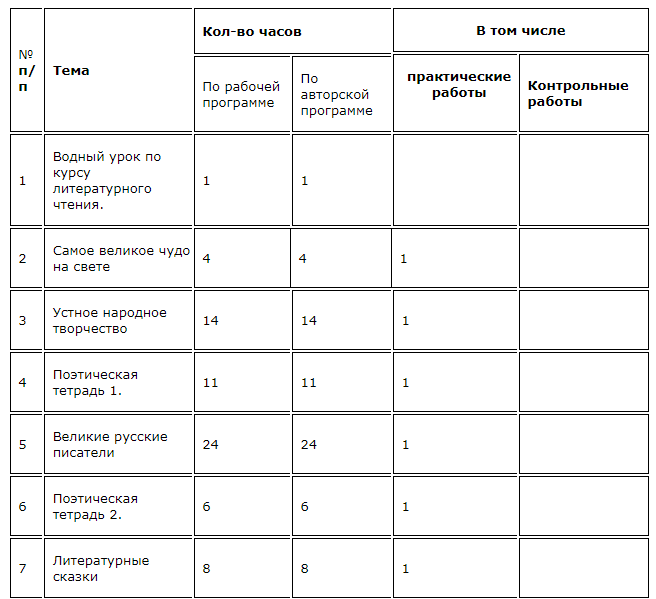 № п/п
Тема
Кол-во часов
В том числе
По рабочей программе
По авторской программе
практические работы
Контрольные работы
1
Водный урок по
курсу
литературного
чтения.
1
1
2
Самое великое чудо
на свете
4
4
1
3
Устное народное
творчество
14
14
1
4
Поэтическая
тетрадь 1.
11
11
1
5
Великие русские
писатели
24
24
1
6
Поэтическая
тетрадь 2.
6
6
1
7
Литературные
сказки
8
8
1